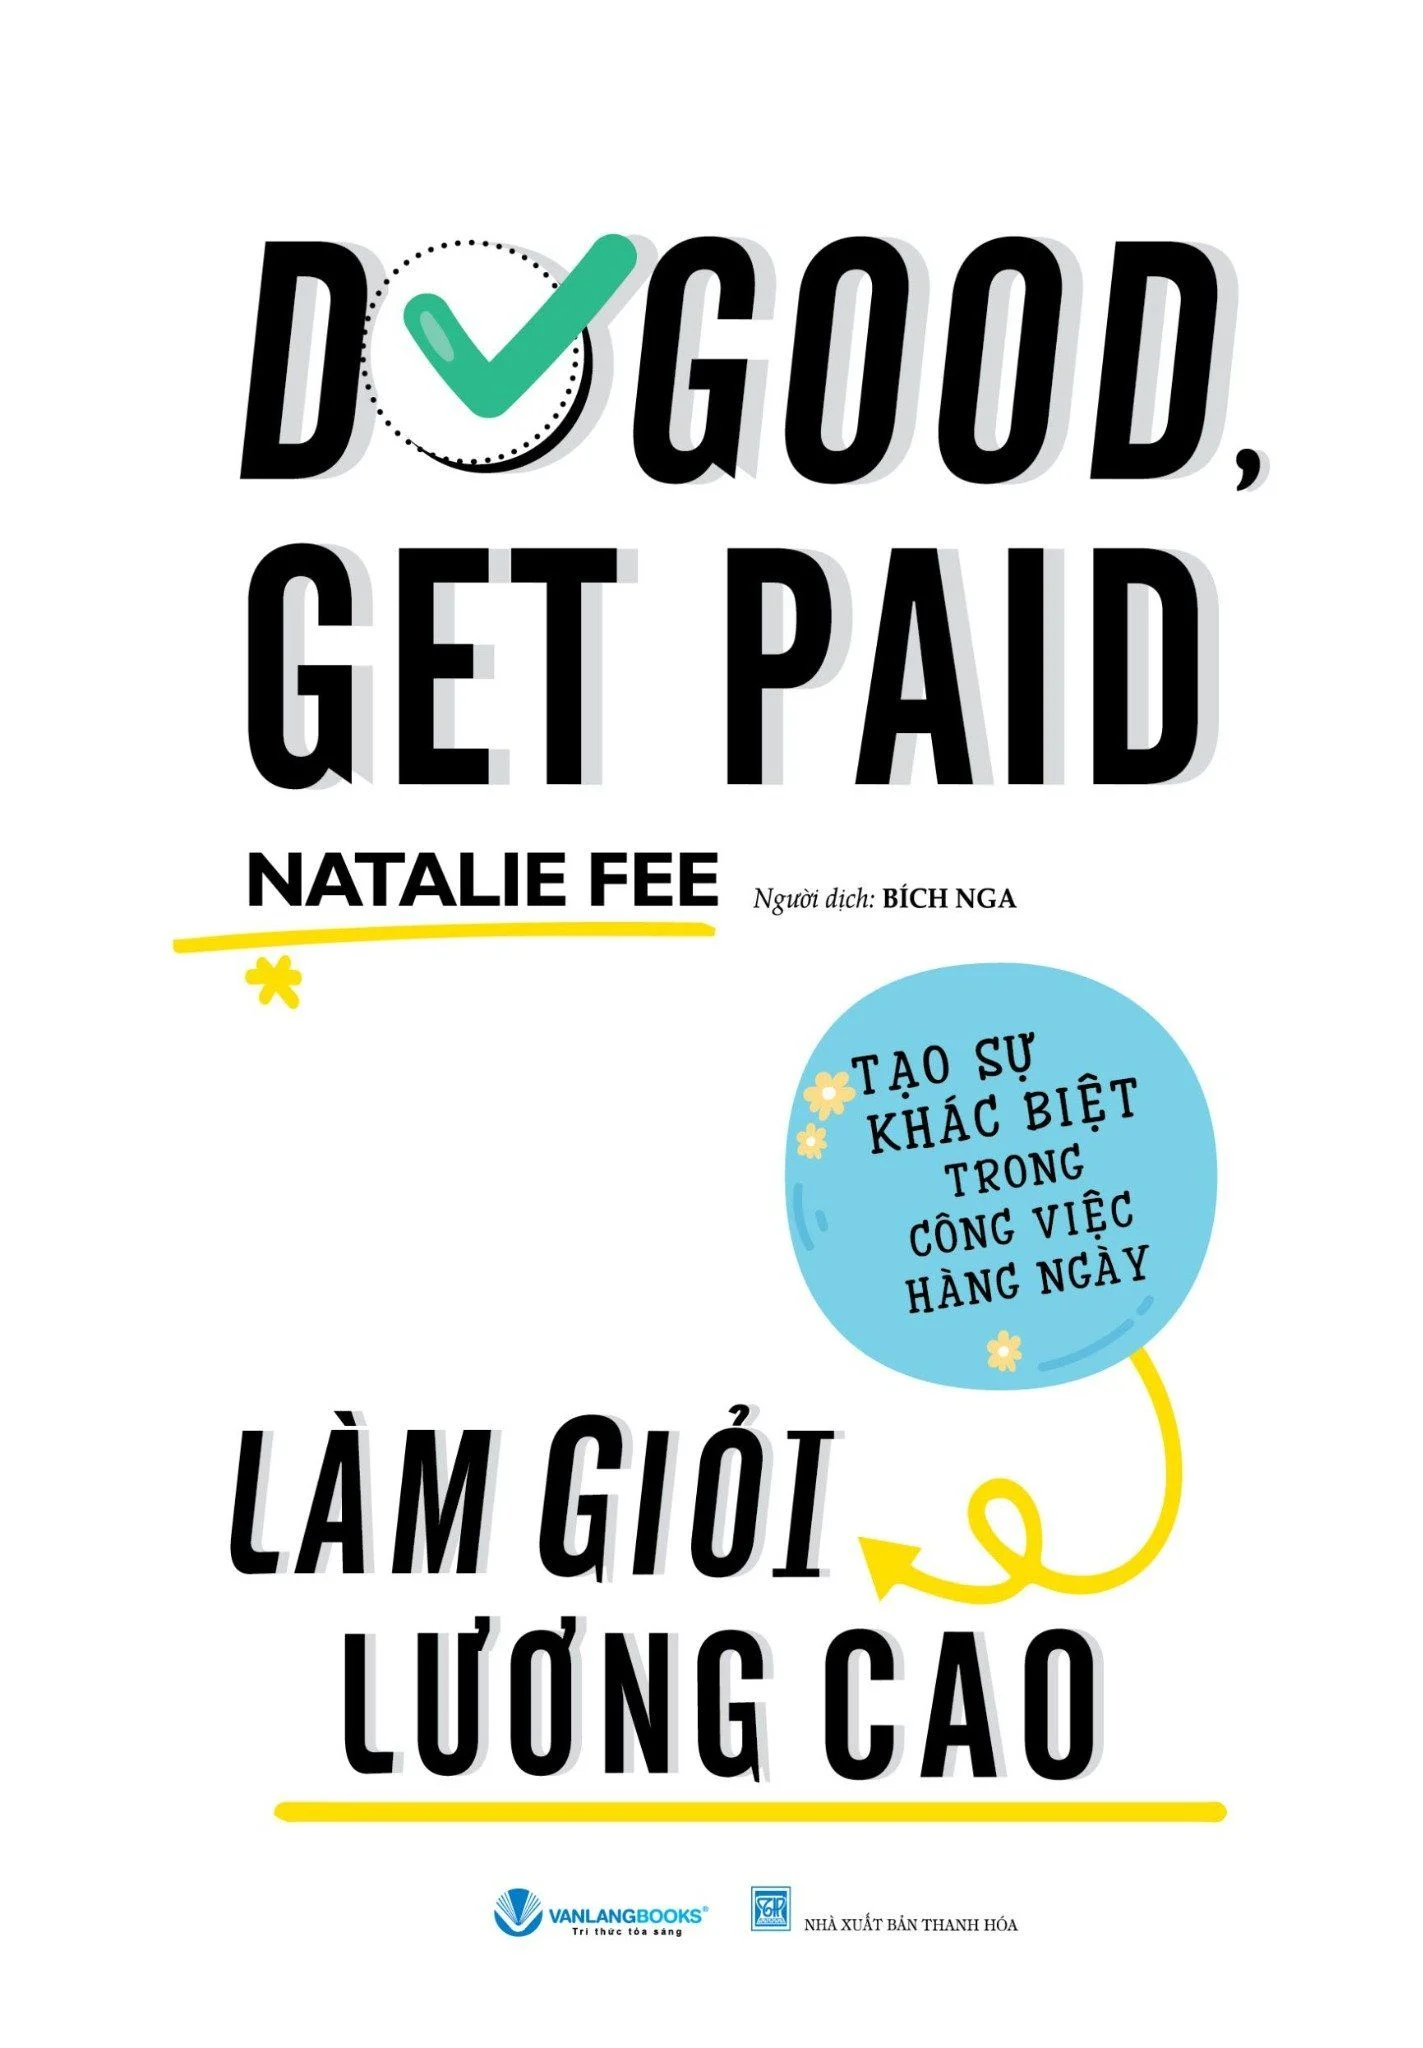 DO GOOD,
GET PAID
NATALIE FEE
Người dịch: BÍCH NGA
TẠO SỰ
KHÁC BIỆT
TRONG
CÔNG VIỆC
HÀNG NGÀY
LÀM GIỎI
LƯƠNG CAO
VANLANGBOOKS®
Tri thức tỏa sáng
NHÀ XUẤT BẢN THANH HÓA